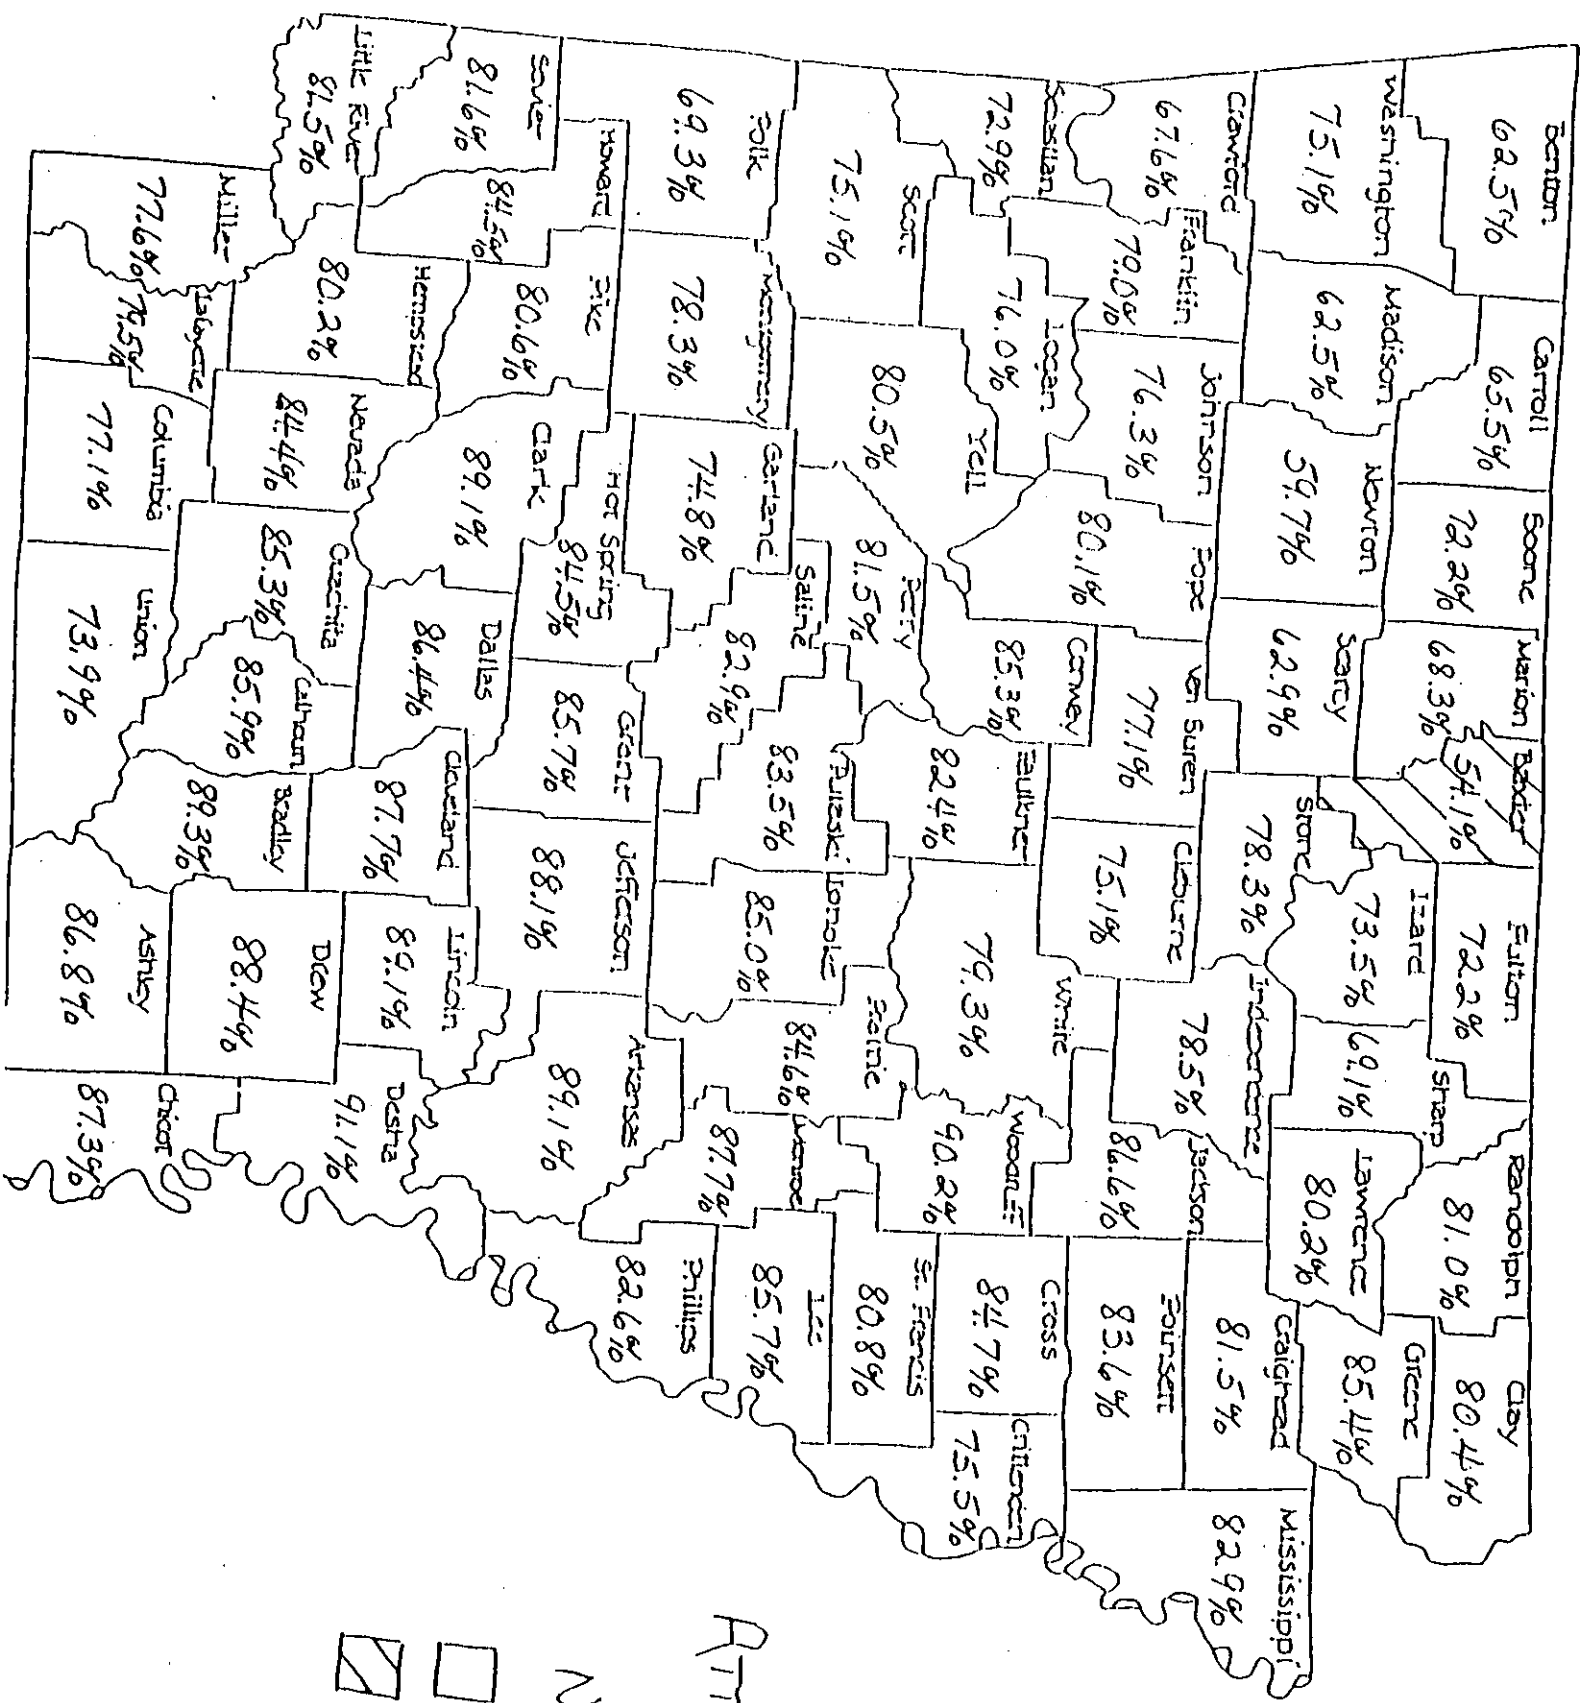 Benton
62.5%
Carroll
65.5%
Boone
72.2%
Marion
68.3%
Baxter
54.1%
Fulton
72.2%
Randolph
81.0%
Clay
80.4%
Washington
75.1%
Madison
62.5%
Newton
59.7%
Searcy
62.9%
Stone
78.3%
Izard
73.5%
Sharp
69.1%
Lawrence
80.2%
Greene
85.4%
Crawford
67.6%
Franklin
70.0%
Johnson
76.3%
Pope
80.1%
Van Buren
77.1%
Cleburne
75.1%
Independence
78.5%
Jackson
86.6%
Craighead
81.5%
Mississippi
82.9%
Poinsett
83.6%
Sebastian
72.9%
Logan
76.0%
Conway
85.3%
Faulkner
82.4%
White
79.3%
Woodruff
90.2%
Cross
84.7%
Crittenden
75.5%
Scott
75.1%
Yell
80.5%
Perry
81.5%
St. Francis
80.8%
Polk
69.3%
Montgomery
78.3%
Garland
74.8%
Saline
82.9%
Pulaski
83.5%
Lonoke
85.0%
Prairie
84.6%
Monroe
87.7%
Lee
85.7%
Phillips
82.6%
Howard
84.5%
Pike
80.6%
Clark
89.1%
Hot Spring
84.5%
Grant
85.7%
Jefferson
88.1%
Arkansas
89.1%
Sevier
81.6%
Little River
81.5%
Hempstead
80.2%
Nevada
84.4%
Dallas
86.4%
Cleveland
87.7%
Lincoln
89.1%
Desha
91.1%
Miller
77.6%
Lafayette
79.5%
Columbia
77.1%
Ouachita
85.3%
Calhoun
85.9%
Bradley
89.3%
Drew
88.4%
Union
73.9%
Ashley
86.8%
Chicot
87.3%